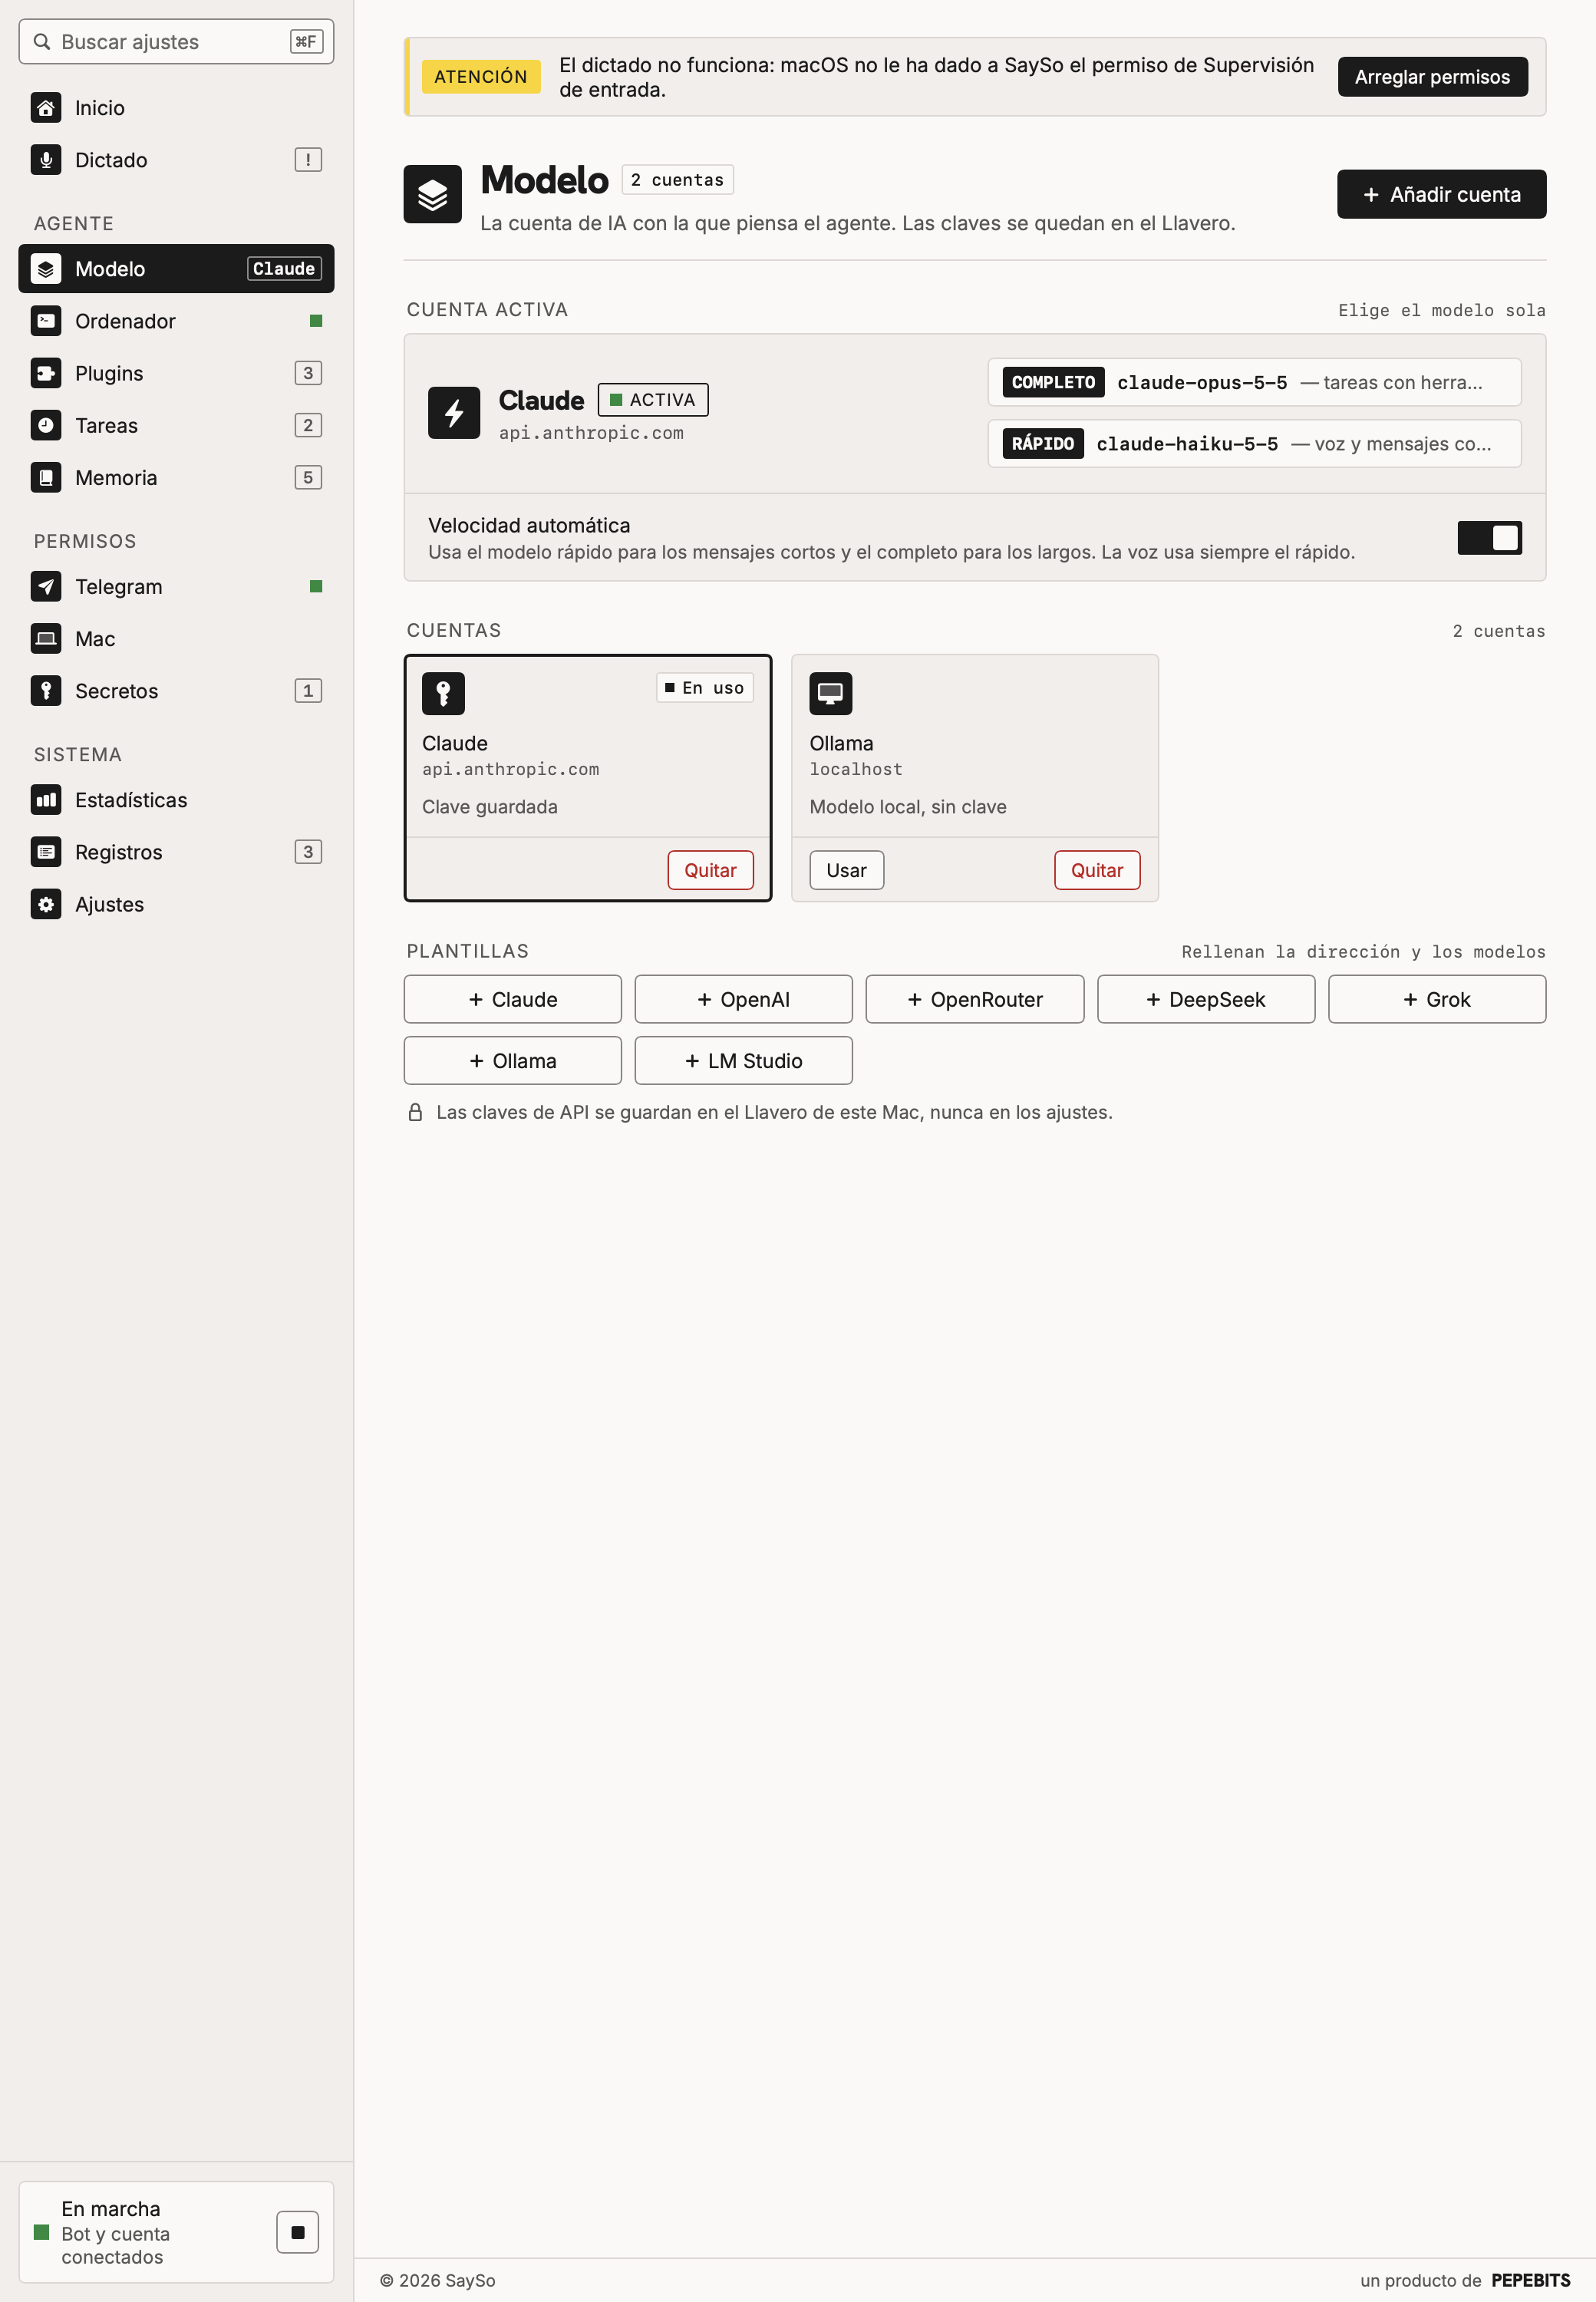 Buscar ajustes ⌘F
Inicio
Dictado !
AGENTE
Modelo Claude
Ordenador
Plugins 3
Tareas 2
Memoria 5
PERMISOS
Telegram
Mac
Secretos 1
SISTEMA
Estadísticas
Registros 3
Ajustes
En marcha
Bot y cuenta
conectados
ATENCIÓN
El dictado no funciona: macOS no le ha dado a SaySo el permiso de Supervisión
de entrada.
Arreglar permisos
Modelo 2 cuentas
La cuenta de IA con la que piensa el agente. Las claves se quedan en el Llavero.
+ Añadir cuenta
CUENTA ACTIVA
Elige el modelo sola
Claude ACTIVA
api.anthropic.com
COMPLETO claude-opus-5-5 — tareas con herra...
RÁPIDO claude-haiku-5-5 — voz y mensajes co...
Velocidad automática
Usa el modelo rápido para los mensajes cortos y el completo para los largos. La voz usa siempre el rápido.
CUENTAS
2 cuentas
En uso
Claude
api.anthropic.com
Clave guardada
Quitar
Ollama
localhost
Modelo local, sin clave
Usar
Quitar
PLANTILLAS
Rellenan la dirección y los modelos
+ Claude
+ OpenAI
+ OpenRouter
+ DeepSeek
+ Grok
+ Ollama
+ LM Studio
Las claves de API se guardan en el Llavero de este Mac, nunca en los ajustes.
© 2026 SaySo
un producto de PEPEBITS